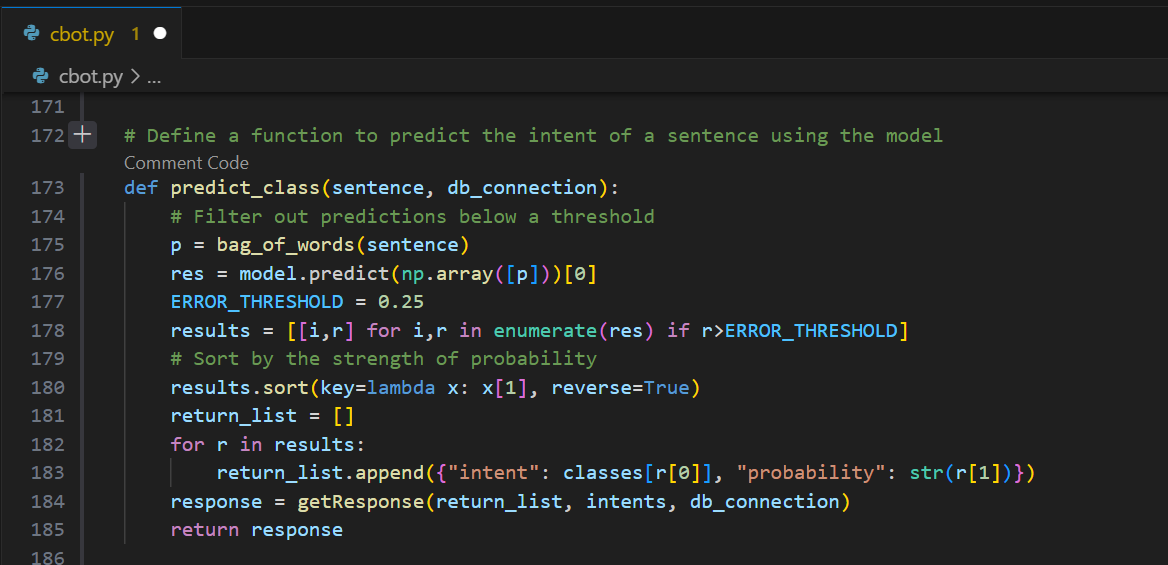 cbot.py 1
cbot.py > ...
171
172 + # Define a function to predict the intent of a sentence using the model
Comment Code
173 def predict_class(sentence, db_connection):
174     # Filter out predictions below a threshold
175     p = bag_of_words(sentence)
176     res = model.predict(np.array([p]))[0]
177     ERROR_THRESHOLD = 0.25
178     results = [[i,r] for i,r in enumerate(res) if r>ERROR_THRESHOLD]
179     # Sort by the strength of probability
180     results.sort(key=lambda x: x[1], reverse=True)
181     return_list = []
182     for r in results:
183         return_list.append({"intent": classes[r[0]], "probability": str(r[1])})
184     response = getResponse(return_list, intents, db_connection)
185     return response
186